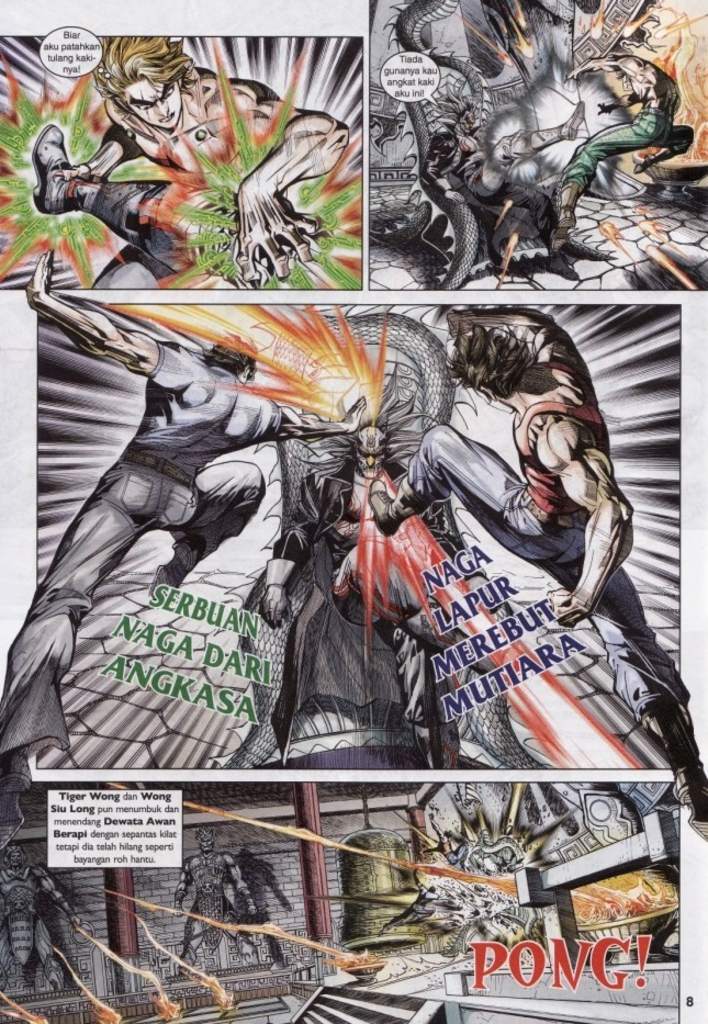 Biar
aku patahkan
tulang kaki-
nya!
Tiada
gunanya kau
angkat kaki
aku ini!
SERBUAN
NAGA DARI
ANGKASA
NAGA
LAPUR
MEREBUT
MUTIARA
Tiger Wong dan Wong
Siu Long pun menumbuk dan
menendang Dewata Awan
Berapi dengan sepantas kilat
tetapi dia telah hilang seperti
bayangan roh hantu.
PONG!
8